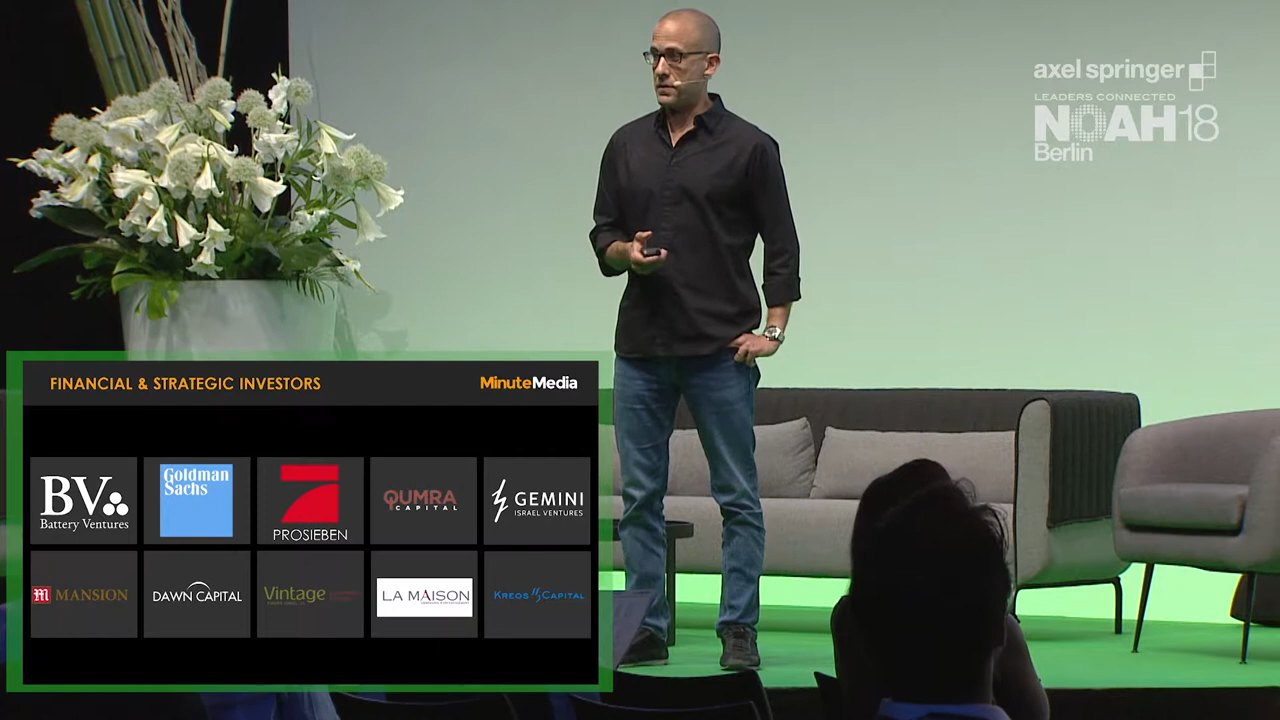 axel springer
LEADERS CONNECTED
NOAH18
Berlin
FINANCIAL & STRATEGIC INVESTORS
MinuteMedia
BV
Battery Ventures
Goldman
Sachs
PROSIEBEN
QUMRA
CAPITAL
GEMINI
ISRAEL VENTURES
m MANSION
DAWN CAPITAL
Vintage
LA MAISON
KREOS CAPITAL